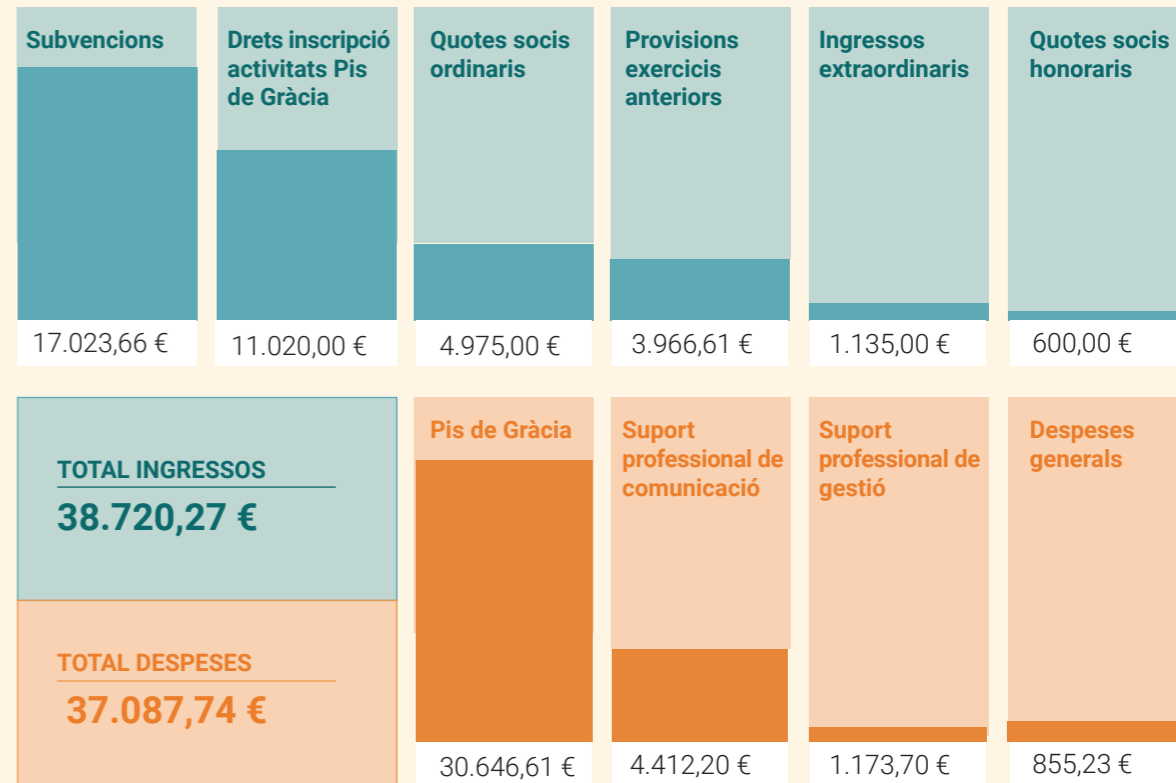 Subvencions
Drets inscripció
activitats Pis
de Gràcia
Quotes socis
ordinaris
Provisions
exercicis
anteriors
Ingressos
extraordinaris
Quotes socis
honoraris
17.023,66 €
11.020,00 €
4.975,00 €
3.966,61 €
1.135,00 €
600,00 €
TOTAL INGRESSOS
38.720,27 €
TOTAL DESPESES
37.087,74 €
Pis de Gràcia
Suport
professional de
comunicació
Suport
professional de
gestió
Despeses
generals
30.646,61 €
4.412,20 €
1.173,70 €
855,23 €